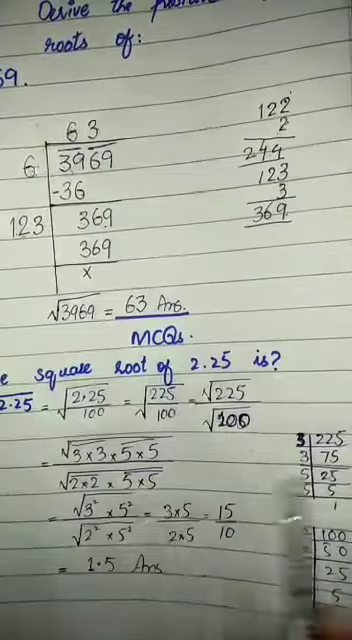 Derive the
roots of:
69.
6 3
6 3969 122
-36 2
123 369 244
369 123
x 3
369
√3969 = 63 Ans.
MCQs.
square root of 2.25 is?
2.25 = √2.25/100 = √225/100 = √225/√100
= √3×3×5×5/√2×2×5×5
= √3²×5²/√2²×5² = 3×5/2×5 = 15/10
= 1.5 Ans
3 225
3 75
5 25
5 5
1
100
50
25
5